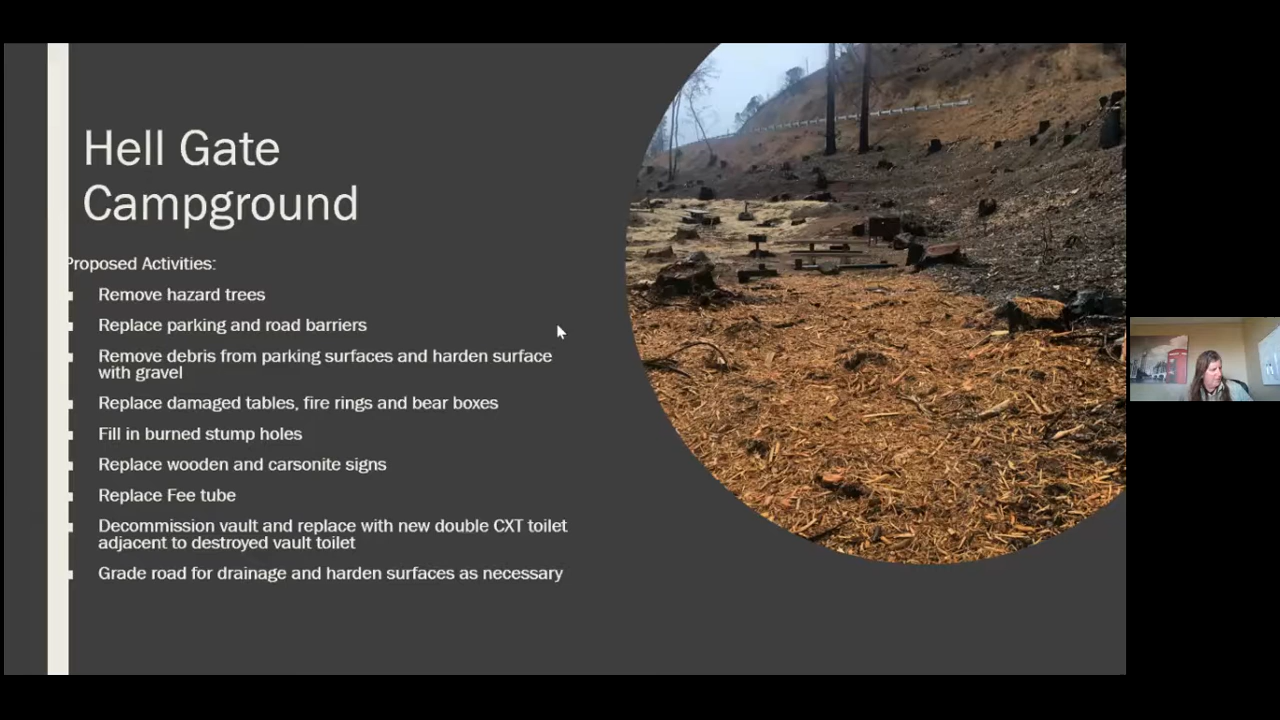 Hell Gate
Campground
Proposed Activities:
Remove hazard trees
Replace parking and road barriers
Remove debris from parking surfaces and harden surface
with gravel
Replace damaged tables, fire rings and bear boxes
Fill in burned stump holes
Replace wooden and carsonite signs
Replace Fee tube
Decommission vault and replace with new double CXT toilet
adjacent to destroyed vault toilet
Grade road for drainage and harden surfaces as necessary